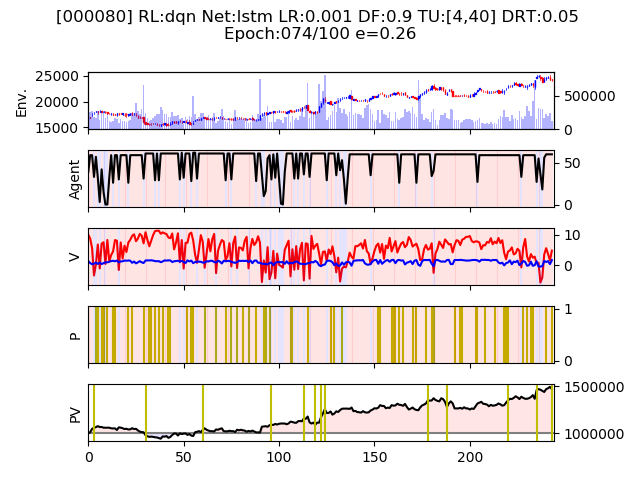 [000080] RL:dqn Net:lstm LR:0.001 DF:0.9 TU:[4,40] DRT:0.05
Epoch:074/100 e=0.26
Env.
25000
20000
15000
500000
0
Agent
50
0
V
10
0
P
1
0
PV
1500000
1000000
0 50 100 150 200